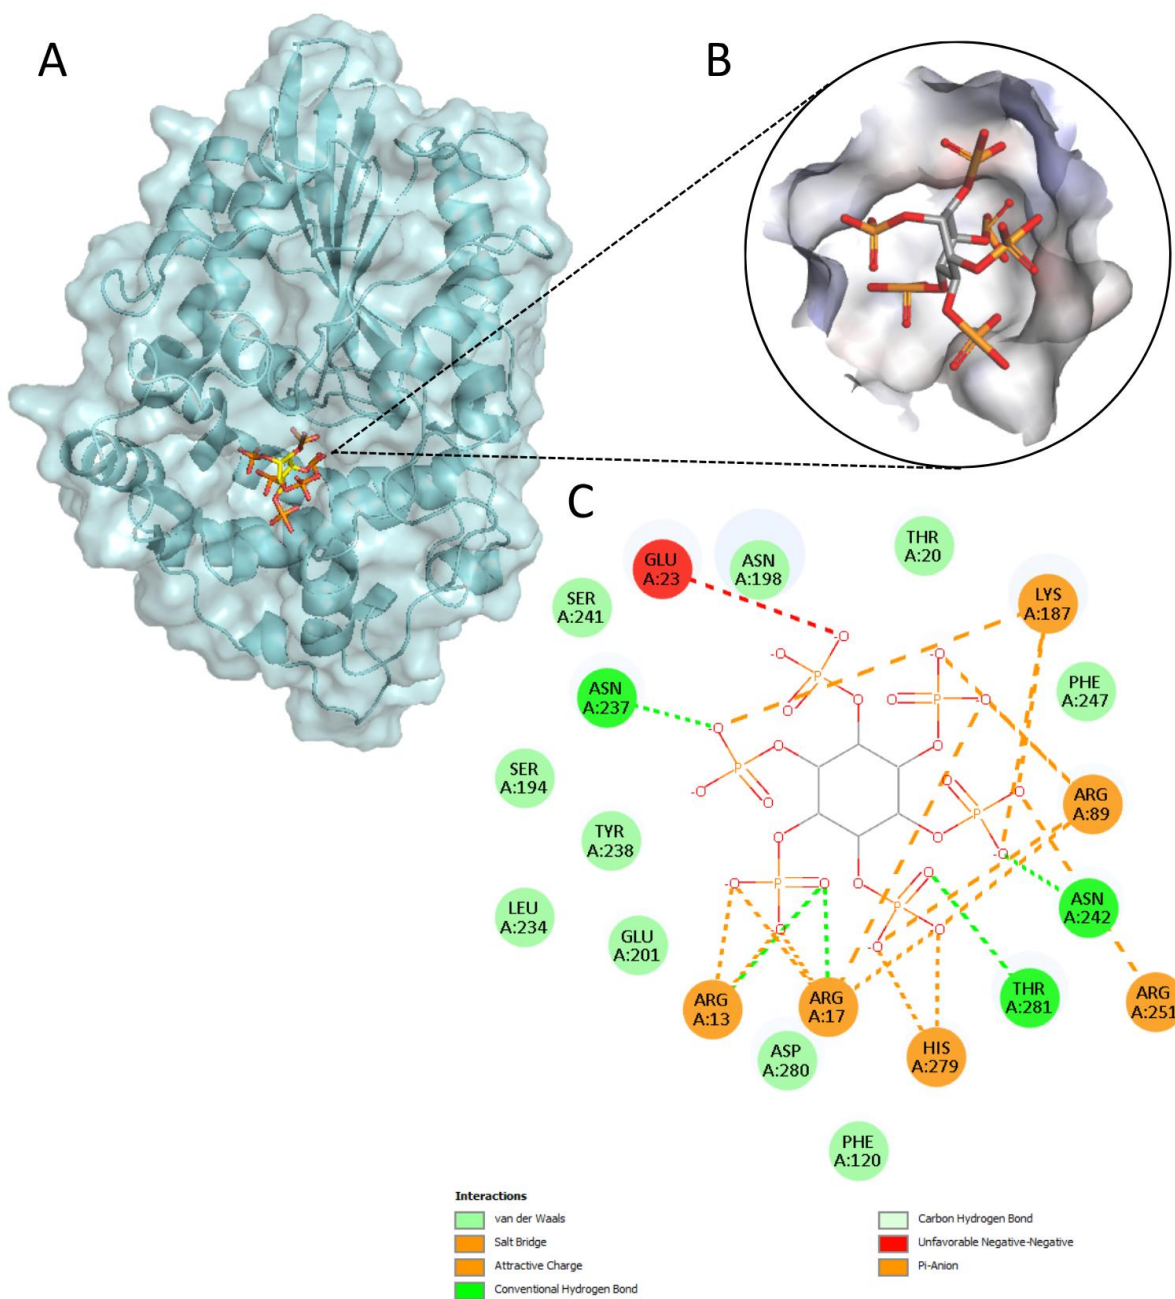 A
B
C
GLU
A:23
ASN
A:198
THR
A:20
SER
A:241
LYS
A:187
ASN
A:237
PHE
A:247
SER
A:194
TYR
A:238
ARG
A:89
LEU
A:234
GLU
A:201
ASN
A:242
ARG
A:13
ARG
A:17
THR
A:281
ARG
A:251
ASP
A:280
HIS
A:279
PHE
A:120
-O
-O
P
O
O
-O
O
P
O-
O
-O
P
-O
O
O
O
P
O-
-O
O
O
-O
P
O
-O
O
O
P
-O
O-
Interactions
van der Waals
Salt Bridge
Attractive Charge
Conventional Hydrogen Bond
Carbon Hydrogen Bond
Unfavorable Negative-Negative
Pi-Anion